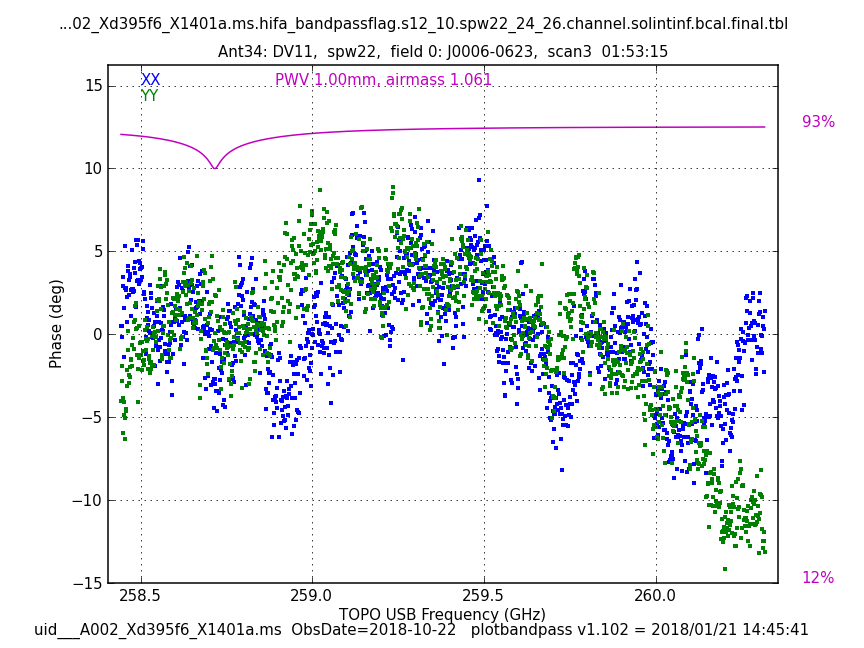 ...02_Xd395f6_X1401a.ms.hifa_bandpassflag.s12_10.spw22_24_26.channel.solintinf.bcal.final.tbl
Ant34: DV11, spw22, field 0: J0006-0623, scan3 01:53:15
XX
YY
PWV 1.00mm, airmass 1.061
93%
12%
15
10
5
0
−5
−10
−15
Phase (deg)
258.5 259.0 259.5 260.0
TOPO USB Frequency (GHz)
uid___A002_Xd395f6_X1401a.ms ObsDate=2018-10-22 plotbandpass v1.102 = 2018/01/21 14:45:41